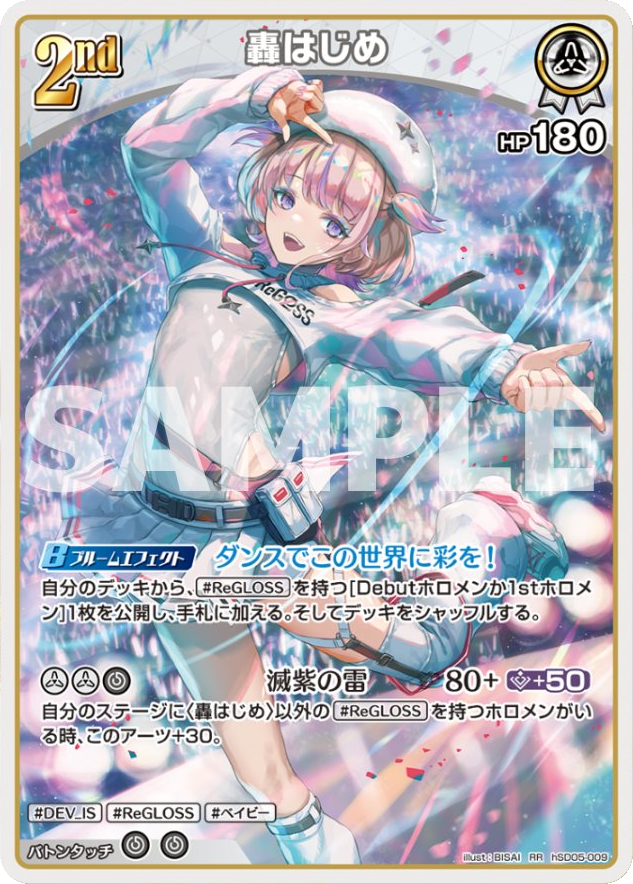 2nd
轟はじめ
HP180
ReGLOSS
SAMPLE
Bブルームエフェクト ダンスでこの世界に彩を!
自分のデッキから、#ReGLOSSを持つ[Debutホロメンか1stホロメ
ン]1枚を公開し、手札に加える。そしてデッキをシャッフルする。
滅紫の雷 80+ +50
自分のステージに〈轟はじめ〉以外の#ReGLOSSを持つホロメンがい
る時、このアーツ+30。
#DEV_IS #ReGLOSS #ベイビー
バトンタッチ
illust:BISAI RR hSD05-009